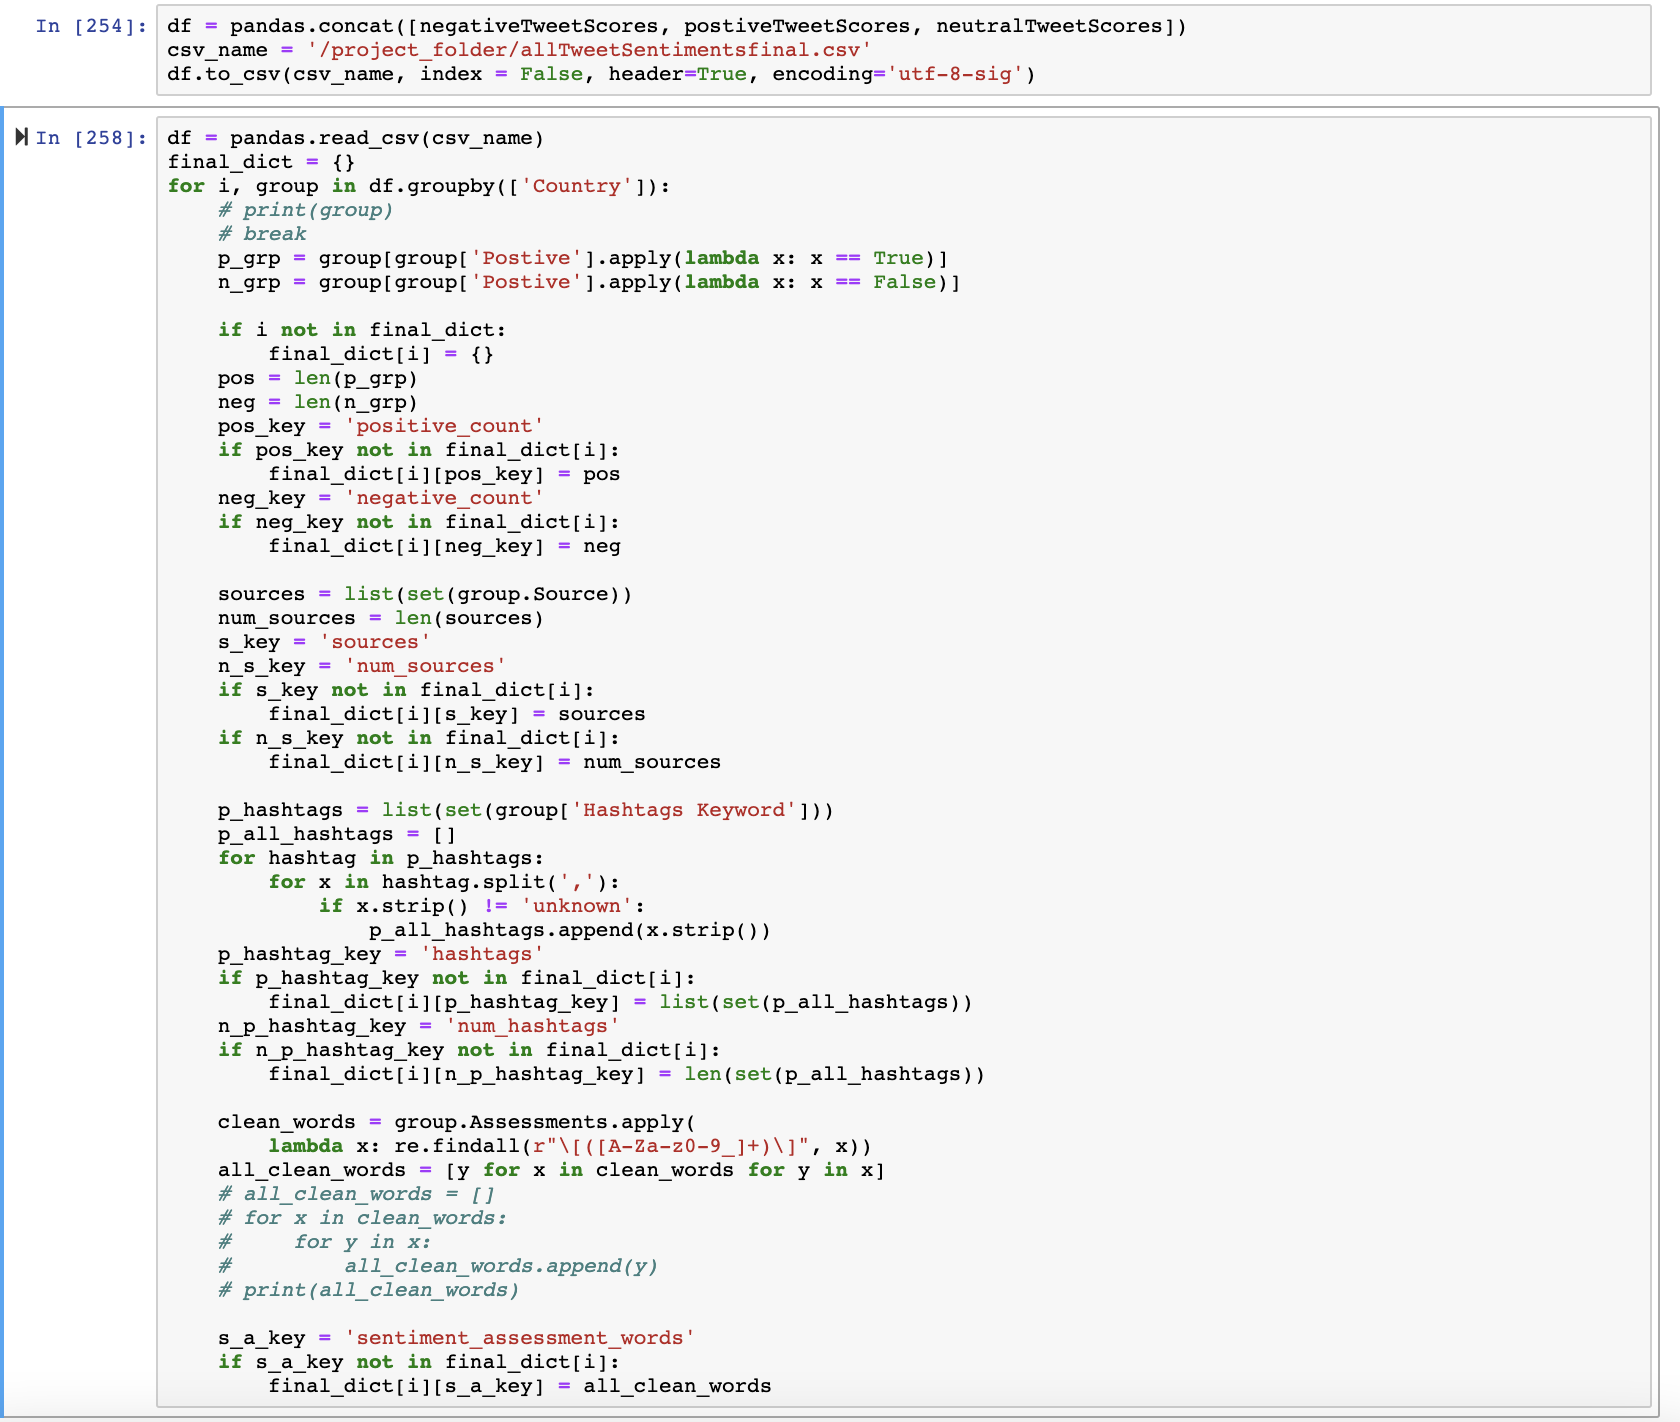 In [254]: df = pandas.concat([negativeTweetScores, postiveTweetScores, neutralTweetScores])
csv_name = '/project_folder/allTweetSentimentsfinal.csv'
df.to_csv(csv_name, index = False, header=True, encoding='utf-8-sig')
In [258]: df = pandas.read_csv(csv_name)
final_dict = {}
for i, group in df.groupby(['Country']):
    # print(group)
    # break
    p_grp = group[group['Postive'].apply(lambda x: x == True)]
    n_grp = group[group['Postive'].apply(lambda x: x == False)]

    if i not in final_dict:
        final_dict[i] = {}
    pos = len(p_grp)
    neg = len(n_grp)
    pos_key = 'positive_count'
    if pos_key not in final_dict[i]:
        final_dict[i][pos_key] = pos
    neg_key = 'negative_count'
    if neg_key not in final_dict[i]:
        final_dict[i][neg_key] = neg

    sources = list(set(group.Source))
    num_sources = len(sources)
    s_key = 'sources'
    n_s_key = 'num_sources'
    if s_key not in final_dict[i]:
        final_dict[i][s_key] = sources
    if n_s_key not in final_dict[i]:
        final_dict[i][n_s_key] = num_sources

    p_hashtags = list(set(group['Hashtags Keyword']))
    p_all_hashtags = []
    for hashtag in p_hashtags:
        for x in hashtag.split(','):
            if x.strip() != 'unknown':
                p_all_hashtags.append(x.strip())
    p_hashtag_key = 'hashtags'
    if p_hashtag_key not in final_dict[i]:
        final_dict[i][p_hashtag_key] = list(set(p_all_hashtags))
    n_p_hashtag_key = 'num_hashtags'
    if n_p_hashtag_key not in final_dict[i]:
        final_dict[i][n_p_hashtag_key] = len(set(p_all_hashtags))

    clean_words = group.Assessments.apply(
        lambda x: re.findall(r"\[([A-Za-z0-9_]+)\]", x))
    all_clean_words = [y for x in clean_words for y in x]
    # all_clean_words = []
    # for x in clean_words:
    #     for y in x:
    #         all_clean_words.append(y)
    # print(all_clean_words)

    s_a_key = 'sentiment_assessment_words'
    if s_a_key not in final_dict[i]:
        final_dict[i][s_a_key] = all_clean_words